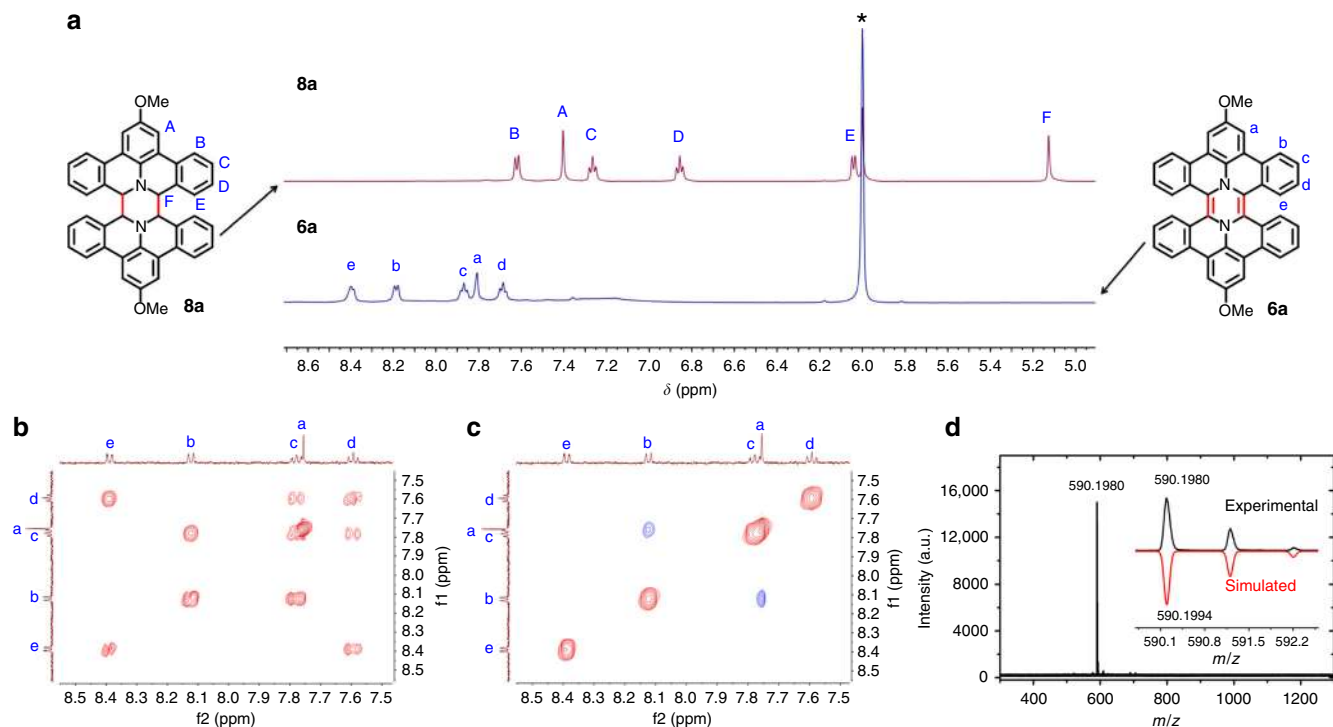 a
*
8a
6a
OMe
A
B
C
D
N
F
E
N
OMe
8a
B
A
C
D
E
F
e
b
c
a
d
OMe
a
b
c
d
N
e
N
OMe
6a
8.6 8.4 8.2 8.0 7.8 7.6 7.4 7.2 7.0 6.8 6.6 6.4 6.2 6.0 5.8 5.6 5.4 5.2 5.0
δ (ppm)
b
e b c a d
d
a
c
b
e
7.5
7.6
7.7
7.8
7.9
8.0
8.1
8.2
8.3
8.4
8.5
f1 (ppm)
8.5 8.4 8.3 8.2 8.1 8.0 7.9 7.8 7.7 7.6 7.5
f2 (ppm)
c
e b c a d
d
a
c
b
e
7.5
7.6
7.7
7.8
7.9
8.0
8.1
8.2
8.3
8.4
8.5
f1 (ppm)
8.5 8.4 8.3 8.2 8.1 8.0 7.9 7.8 7.7 7.6 7.5
f2 (ppm)
d
16,000
12,000
8000
4000
0
Intensity (a.u.)
590.1980
590.1980
Experimental
Simulated
590.1994
590.1 590.8 591.5 592.2
m/z
400 600 800 1000 1200
m/z